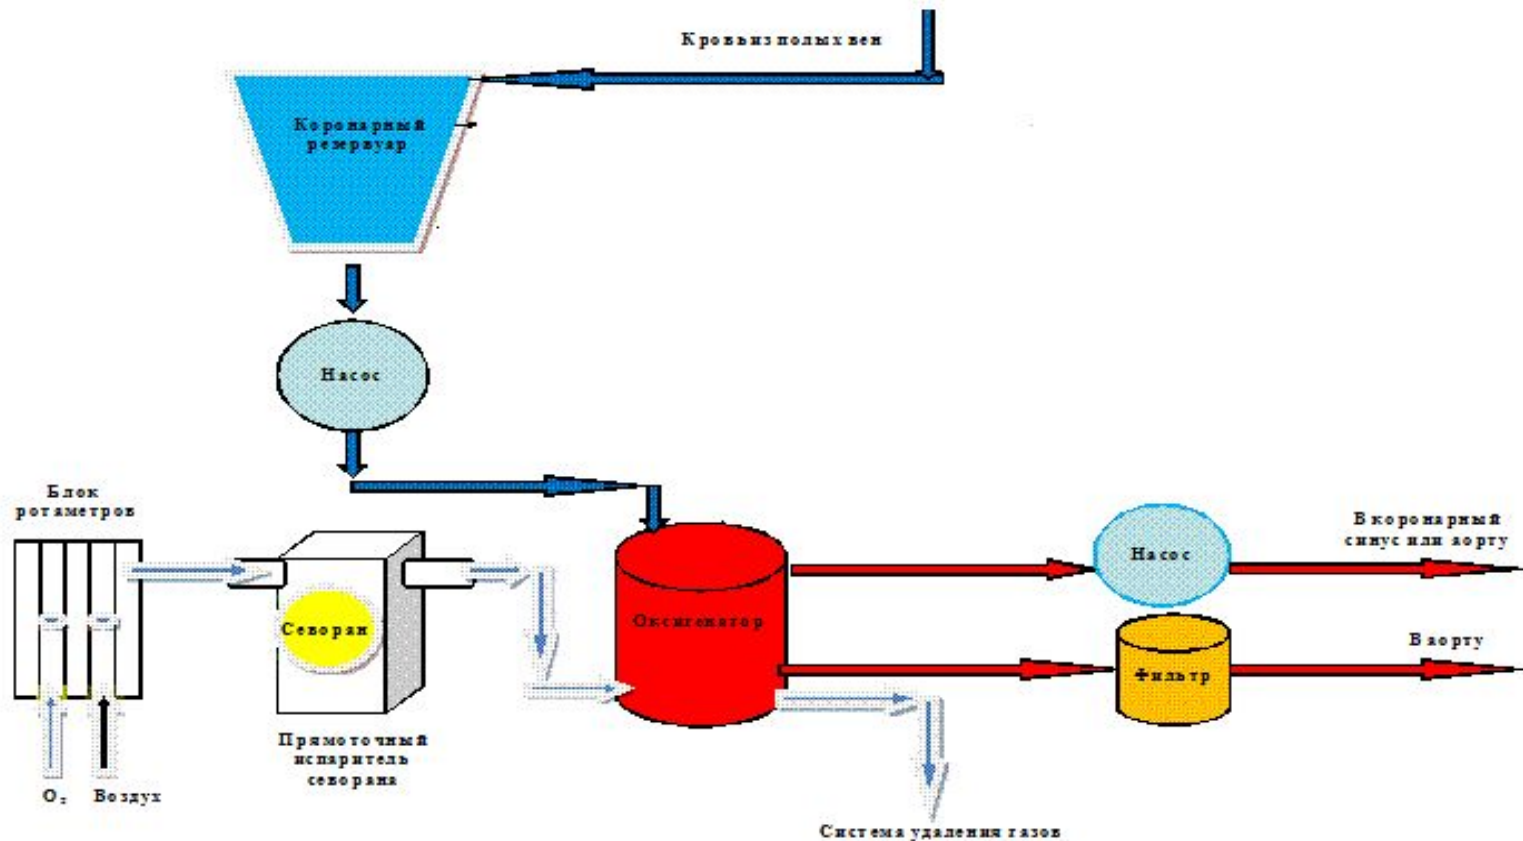 Кровь из полых вен
Коронарный
резервуар
Насос
Блок
ротаметров
Севоран
Прямоточный
испаритель
севорана
O₂
Воздух
Оксигенатор
Насос
В коронарный
синус или аорту
Фильтр
В аорту
Система удаления газов